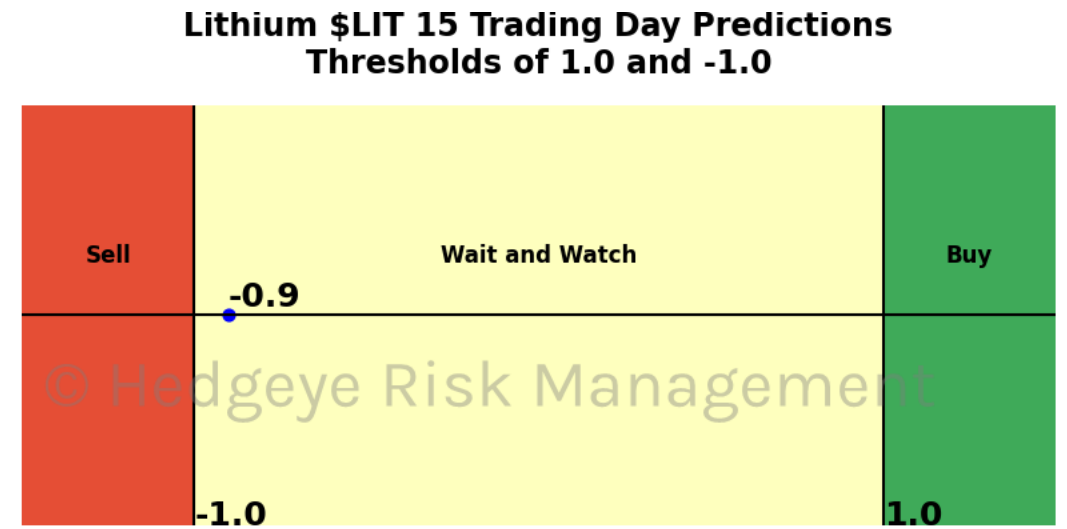 Lithium $LIT 15 Trading Day Predictions
Thresholds of 1.0 and -1.0
Sell
Wait and Watch
Buy
-0.9
© Hedgeye Risk Management
-1.0
1.0